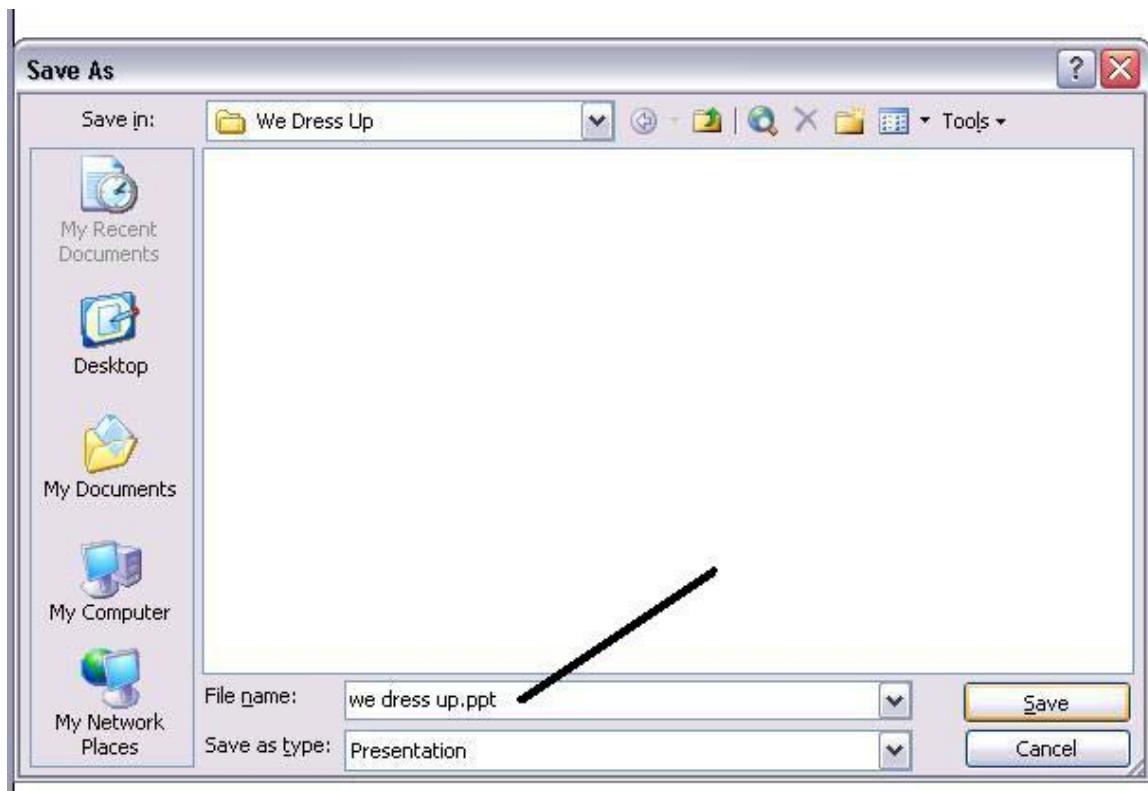 Save As
?
Save in:
We Dress Up
Tools
My Recent
Documents
Desktop
My Documents
My Computer
My Network
Places
File name:
we dress up.ppt
Save
Save as type:
Presentation
Cancel